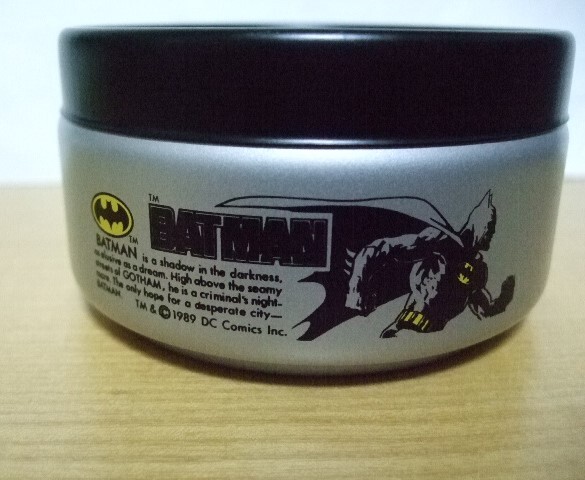 TM
BATMAN
TM
BATMAN is a shadow in the darkness,
as elusive as a dream. High above the seamy
streets of GOTHAM, he is a criminal's night-
mare. The only hope for a desperate city—
BATMAN.
TM & ©1989 DC Comics Inc.